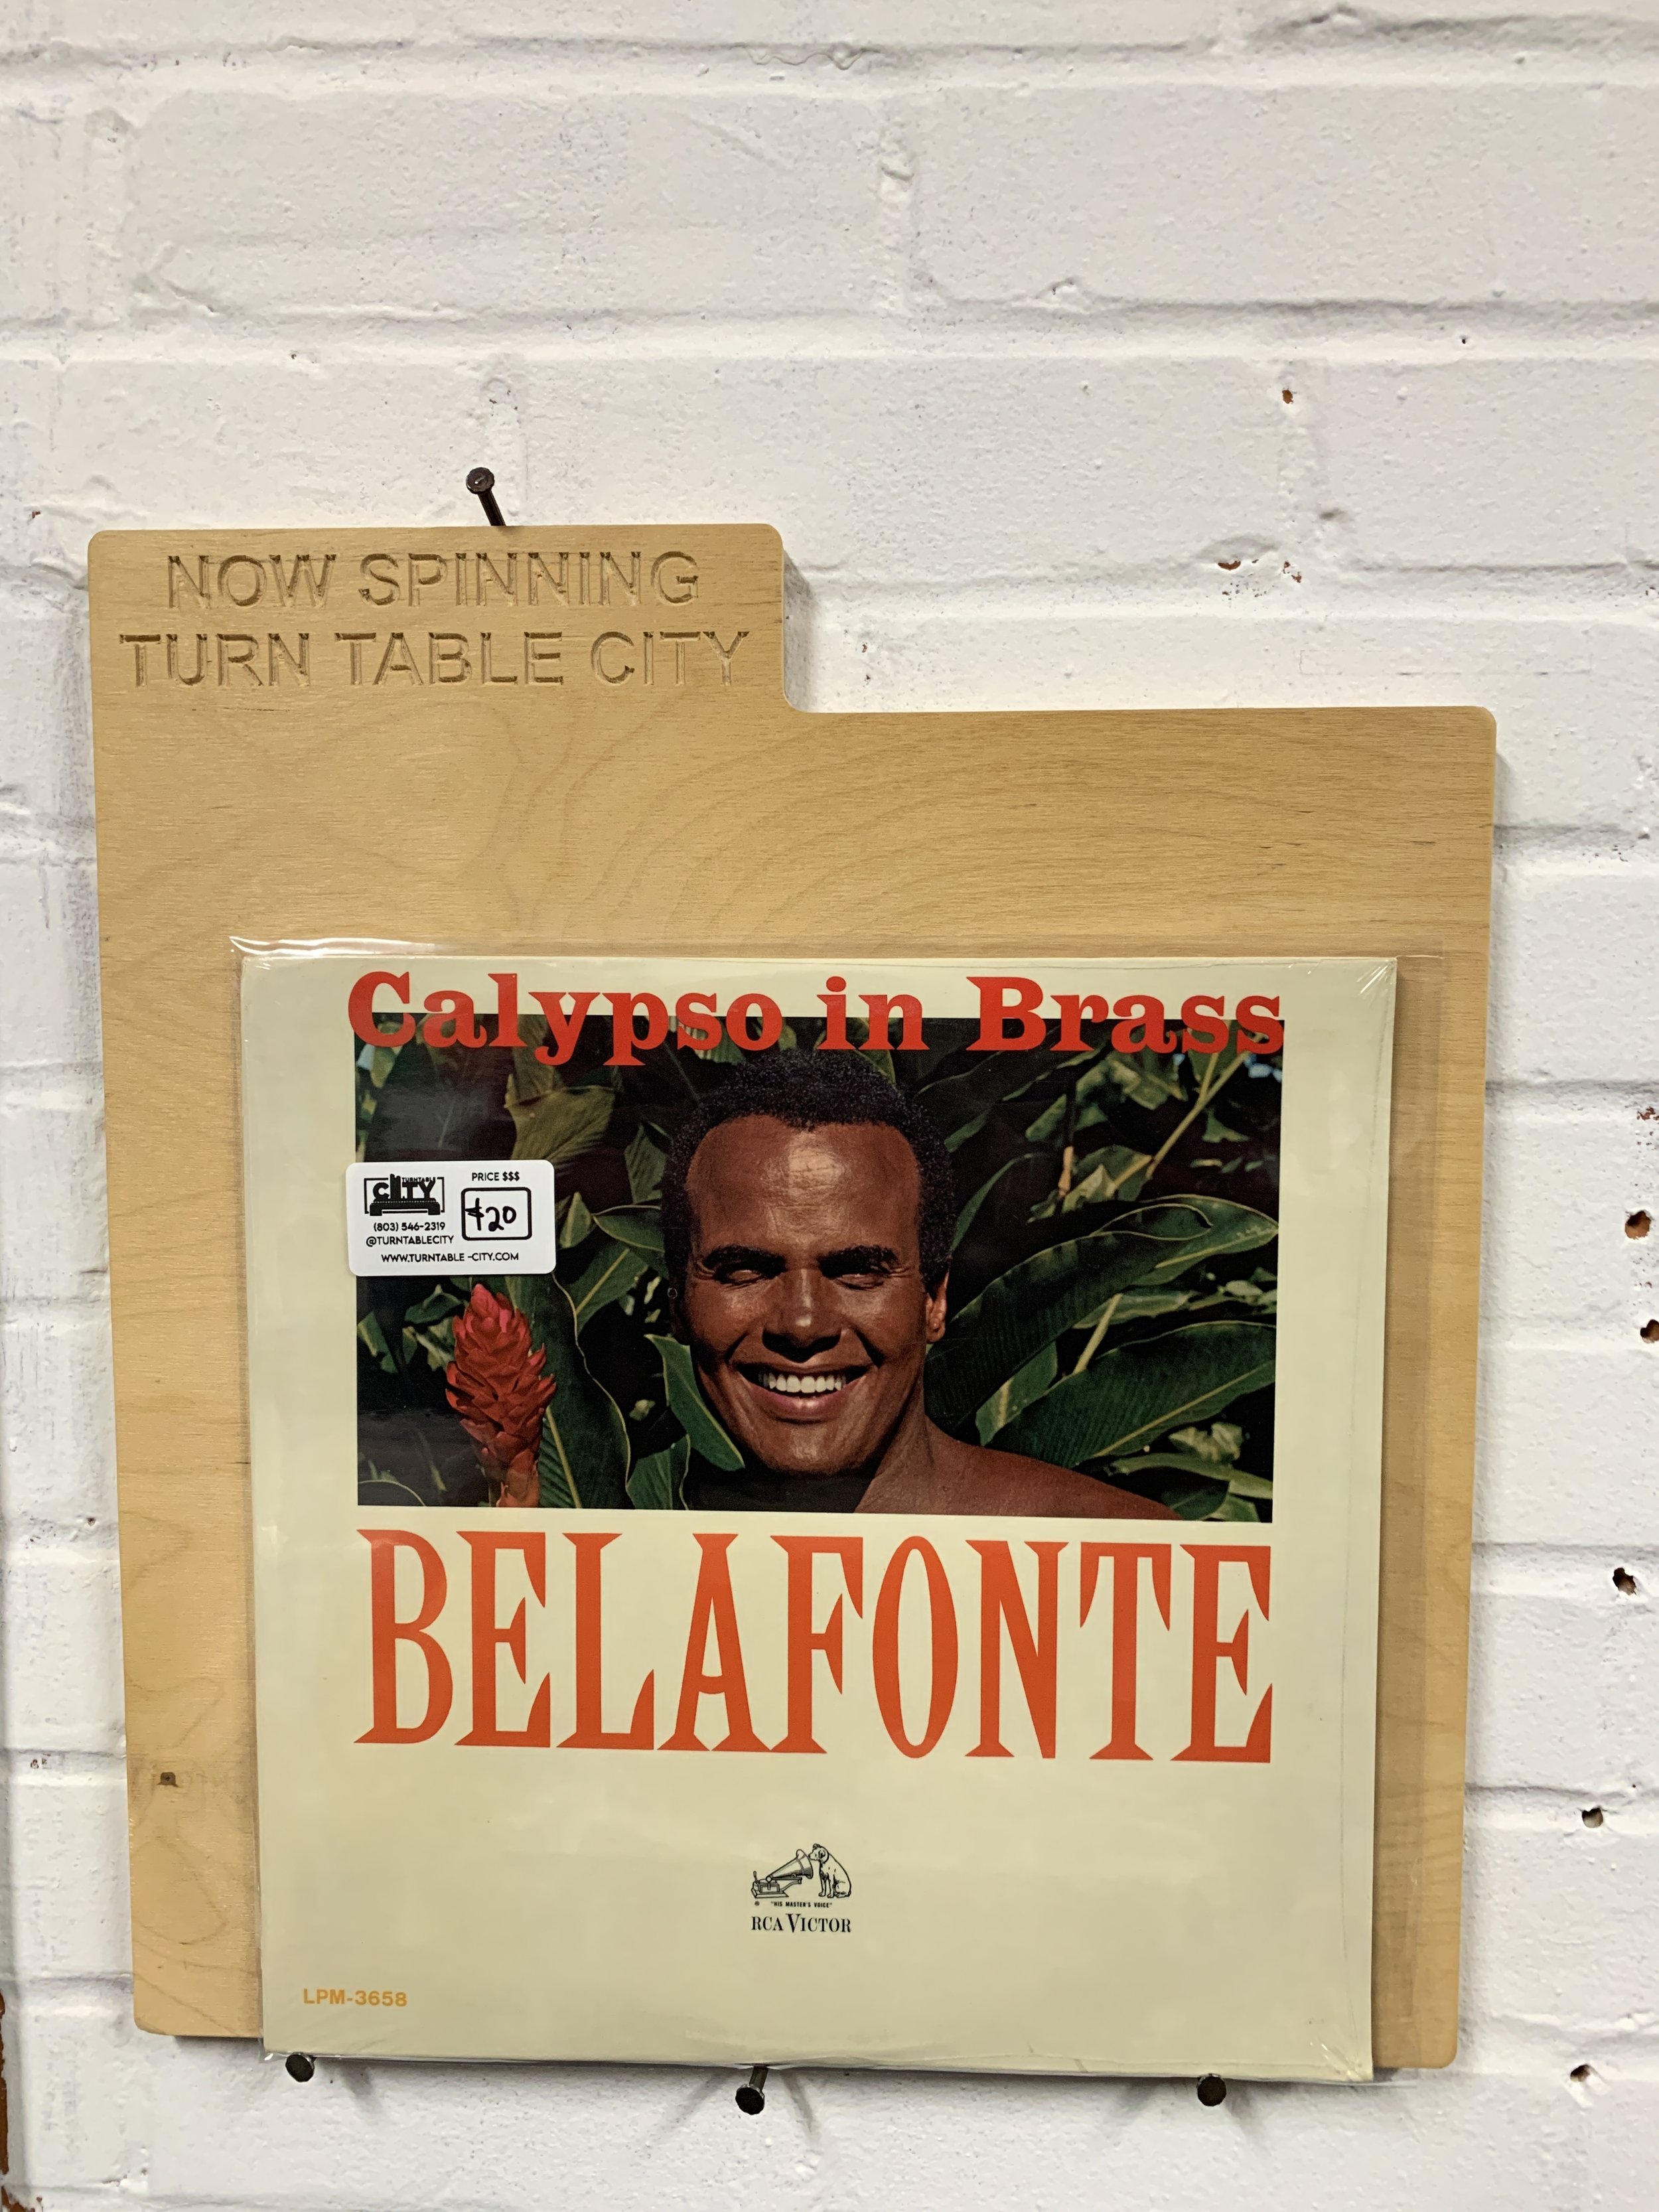 NOW SPINNING
TURN TABLE CITY
Calypso in Brass
TURNTABLE
CITY
PRICE $$$
$20
(803) 546-2319
@TURNTABLECITY
WWW.TURNTABLE-CITY.COM
BELAFONTE
"HIS MASTER'S VOICE"
RCA VICTOR
LPM-3658